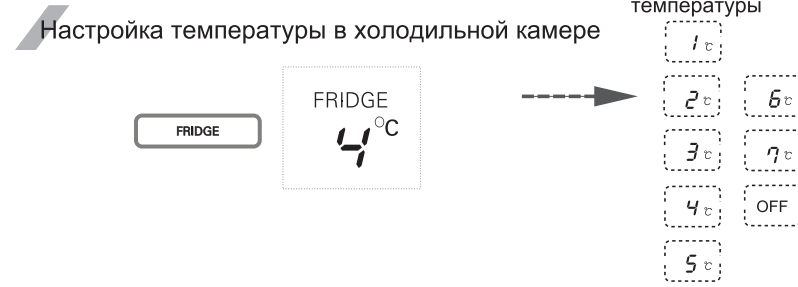 температуры
Настройка температуры в холодильной камере
FRIDGE
FRIDGE
4°C
1 °C
2 °C
3 °C
4 °C
5 °C
6 °C
7 °C
OFF